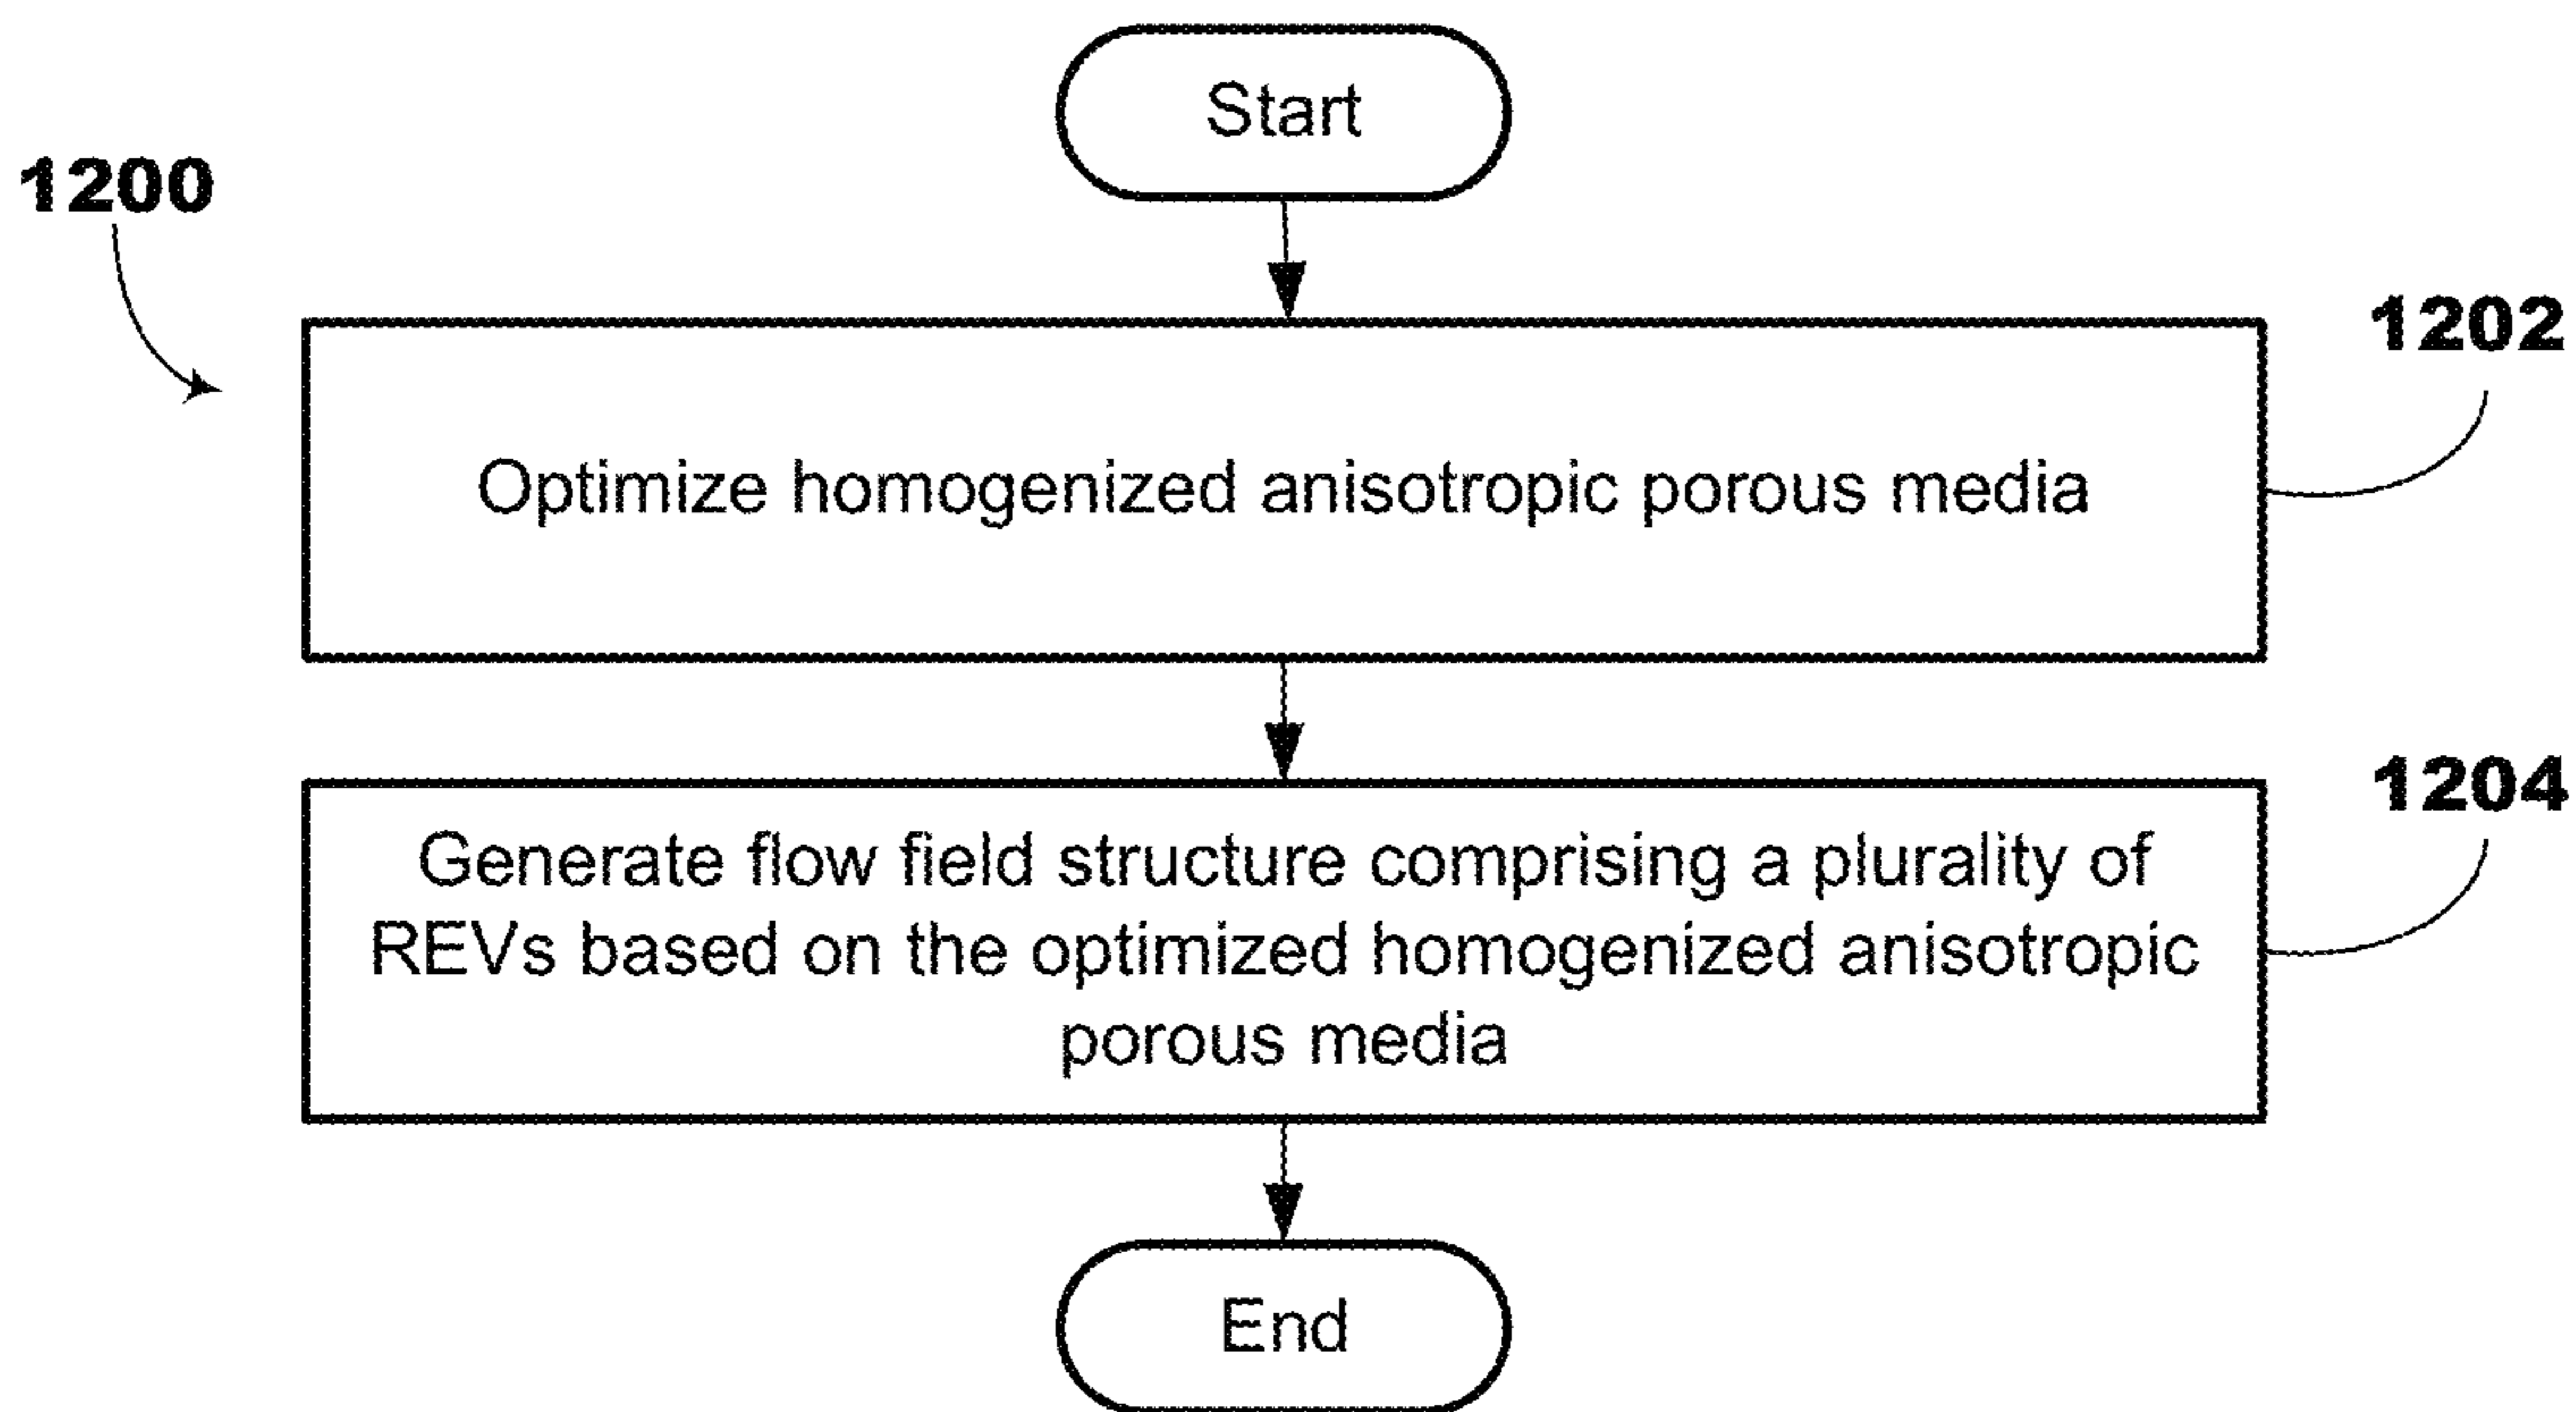 Start
1200
1202
Optimize homogenized anisotropic porous media
1204
Generate flow field structure comprising a plurality of
REVs based on the optimized homogenized anisotropic
porous media
End